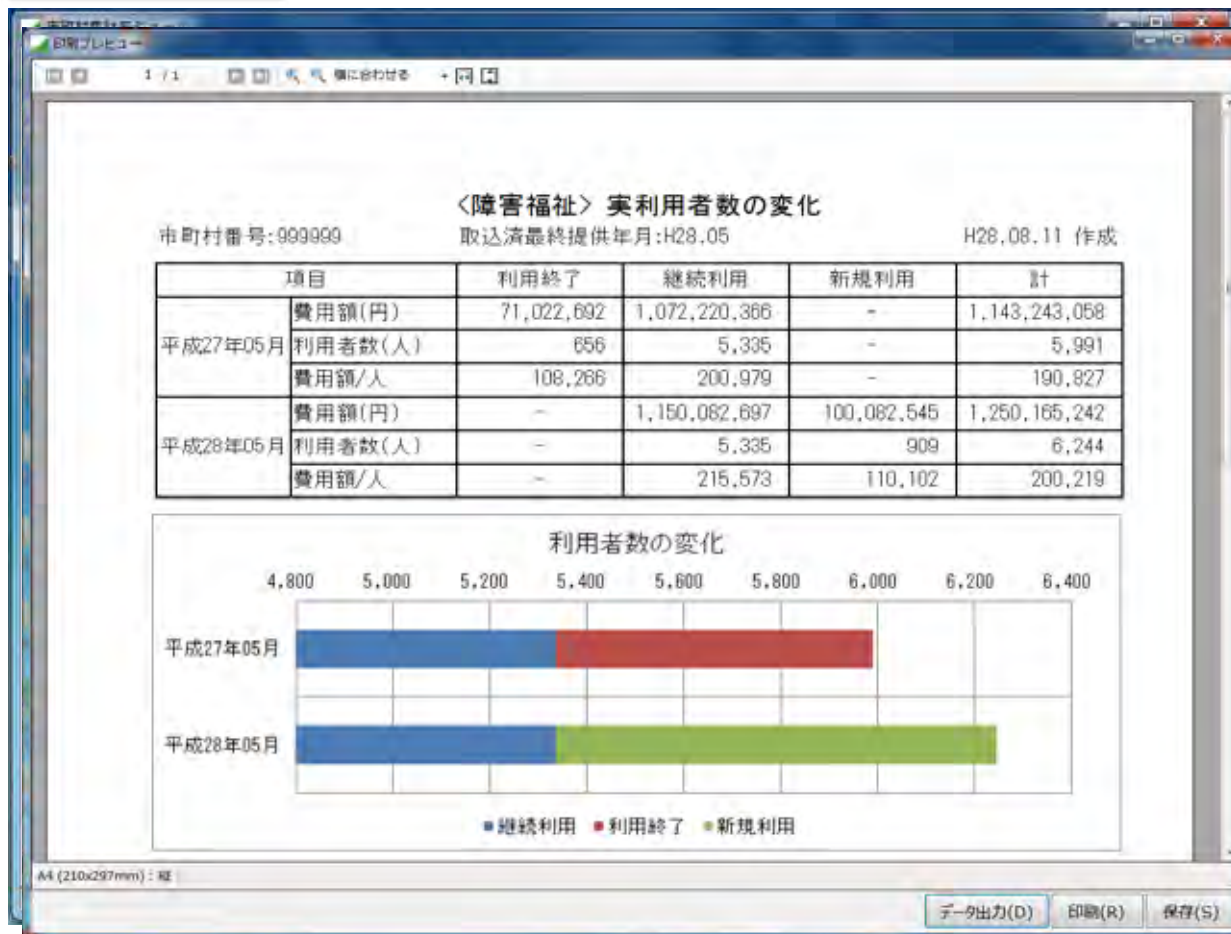 印刷プレビュー
1 / 1 幅に合わせる
<障害福祉> 実利用者数の変化
市町村番号:999999 取込済最終提供年月:H28.05 H28.08.11 作成
項目 利用終了 継続利用 新規利用 計
平成27年05月 費用額(円) 71,022,692 1,072,220,366 - 1,143,243,058
利用者数(人) 656 5,335 - 5,991
費用額/人 108,266 200,979 - 190,827
平成28年05月 費用額(円) - 1,150,082,697 100,082,545 1,250,165,242
利用者数(人) - 5,335 909 6,244
費用額/人 - 215,573 110,102 200,219
利用者数の変化
4,800 5,000 5,200 5,400 5,600 5,800 6,000 6,200 6,400
平成27年05月
平成28年05月
継続利用 利用終了 新規利用
A4 (210x297mm) : 縦
データ出力(D) 印刷(R) 保存(S)